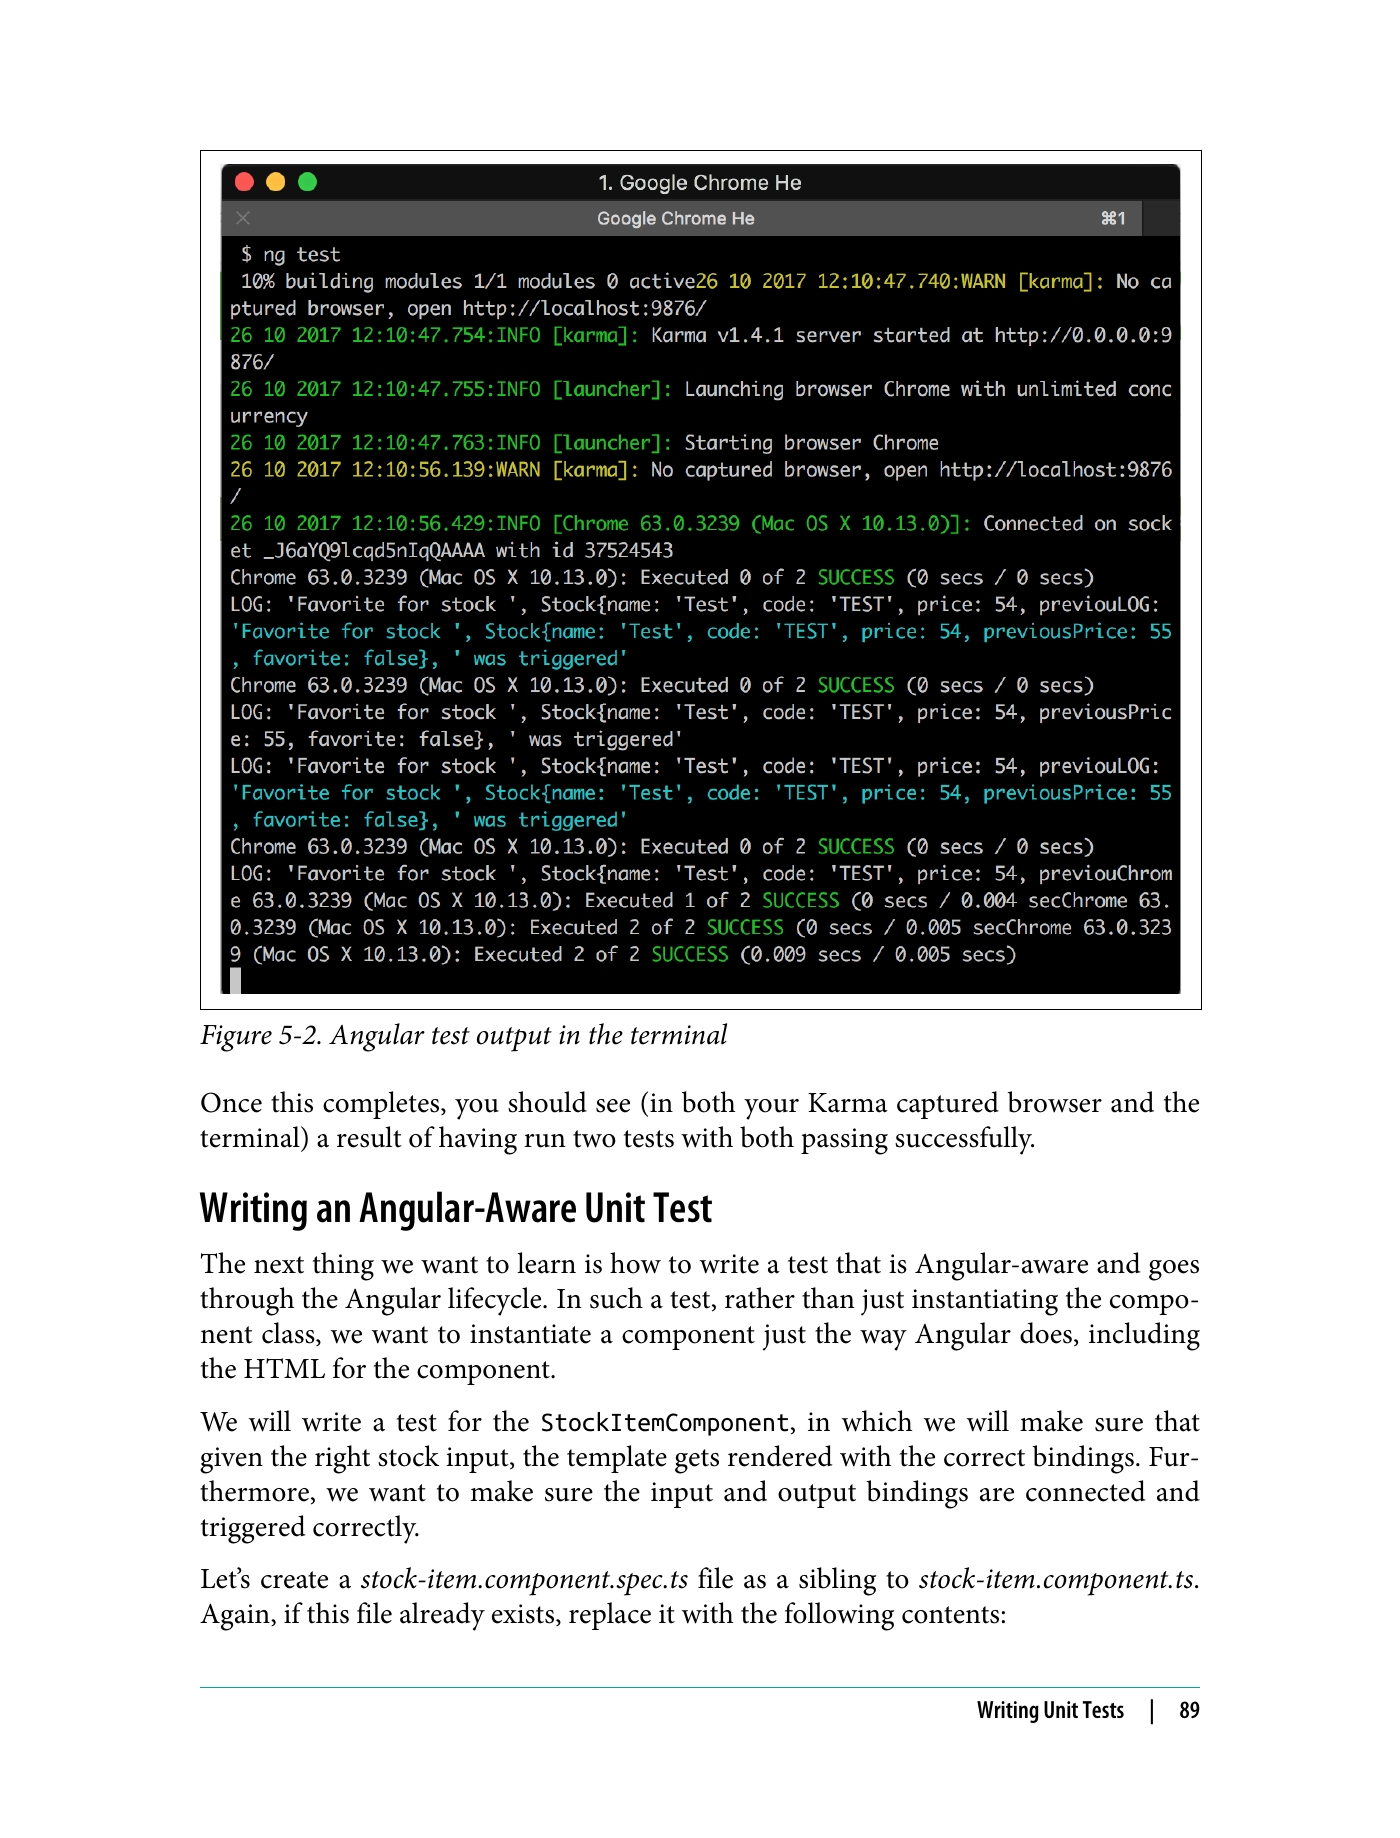 1. Google Chrome He
Google Chrome He ⌘1
$ ng test
10% building modules 1/1 modules 0 active26 10 2017 12:10:47.740:WARN [karma]: No ca
ptured browser, open http://localhost:9876/
26 10 2017 12:10:47.754:INFO [karma]: Karma v1.4.1 server started at http://0.0.0.0:9
876/
26 10 2017 12:10:47.755:INFO [launcher]: Launching browser Chrome with unlimited conc
urrency
26 10 2017 12:10:47.763:INFO [launcher]: Starting browser Chrome
26 10 2017 12:10:56.139:WARN [karma]: No captured browser, open http://localhost:9876
/
26 10 2017 12:10:56.429:INFO [Chrome 63.0.3239 (Mac OS X 10.13.0)]: Connected on sock
et _J6aYQ9lcqd5nIqQAAAA with id 37524543
Chrome 63.0.3239 (Mac OS X 10.13.0): Executed 0 of 2 SUCCESS (0 secs / 0 secs)
LOG: 'Favorite for stock ', Stock{name: 'Test', code: 'TEST', price: 54, previouLOG:
'Favorite for stock ', Stock{name: 'Test', code: 'TEST', price: 54, previousPrice: 55
, favorite: false}, ' was triggered'
Chrome 63.0.3239 (Mac OS X 10.13.0): Executed 0 of 2 SUCCESS (0 secs / 0 secs)
LOG: 'Favorite for stock ', Stock{name: 'Test', code: 'TEST', price: 54, previousPric
e: 55, favorite: false}, ' was triggered'
LOG: 'Favorite for stock ', Stock{name: 'Test', code: 'TEST', price: 54, previouLOG:
'Favorite for stock ', Stock{name: 'Test', code: 'TEST', price: 54, previousPrice: 55
, favorite: false}, ' was triggered'
Chrome 63.0.3239 (Mac OS X 10.13.0): Executed 0 of 2 SUCCESS (0 secs / 0 secs)
LOG: 'Favorite for stock ', Stock{name: 'Test', code: 'TEST', price: 54, previouChrom
e 63.0.3239 (Mac OS X 10.13.0): Executed 1 of 2 SUCCESS (0 secs / 0.004 secChrome 63.
0.3239 (Mac OS X 10.13.0): Executed 2 of 2 SUCCESS (0 secs / 0.005 secChrome 63.0.323
9 (Mac OS X 10.13.0): Executed 2 of 2 SUCCESS (0.009 secs / 0.005 secs)
Figure 5-2. Angular test output in the terminal
Once this completes, you should see (in both your Karma captured browser and the
terminal) a result of having run two tests with both passing successfully.
Writing an Angular-Aware Unit Test
The next thing we want to learn is how to write a test that is Angular-aware and goes
through the Angular lifecycle. In such a test, rather than just instantiating the compo-
nent class, we want to instantiate a component just the way Angular does, including
the HTML for the component.
We will write a test for the StockItemComponent, in which we will make sure that
given the right stock input, the template gets rendered with the correct bindings. Fur-
thermore, we want to make sure the input and output bindings are connected and
triggered correctly.
Let’s create a stock-item.component.spec.ts file as a sibling to stock-item.component.ts.
Again, if this file already exists, replace it with the following contents:
Writing Unit Tests | 89